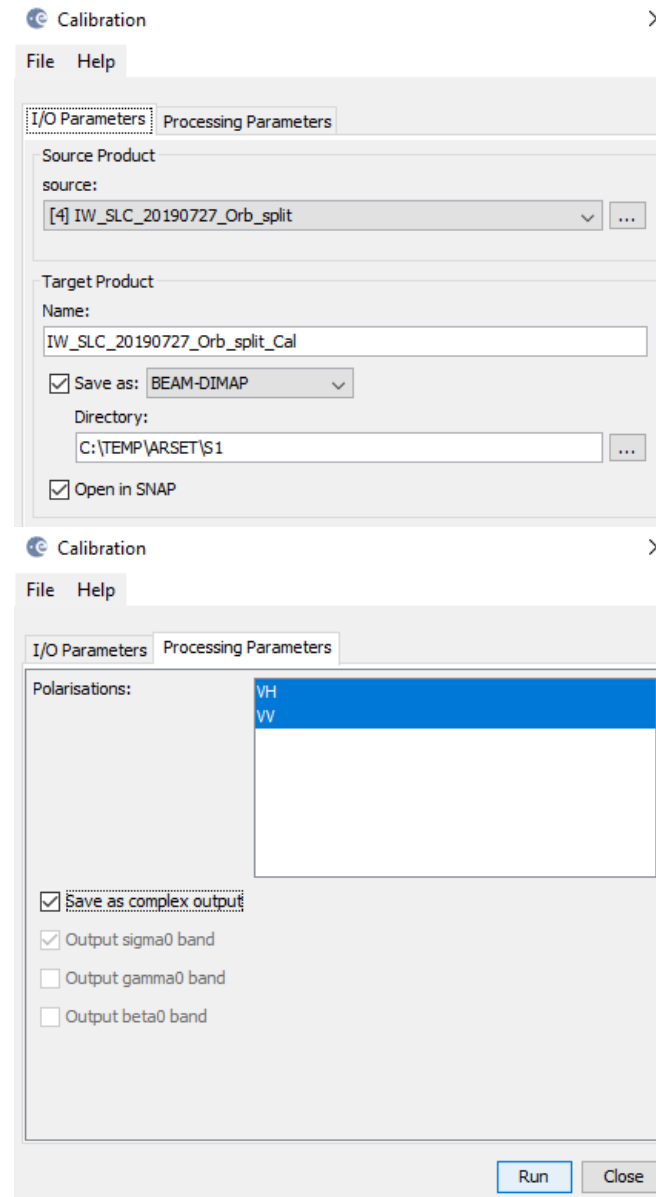 Calibration
File Help
I/O Parameters Processing Parameters
Source Product
source:
[4] IW_SLC_20190727_Orb_split
...
Target Product
Name:
IW_SLC_20190727_Orb_split_Cal
Save as: BEAM-DIMAP
Directory:
C:\TEMP\ARSET\S1
...
Open in SNAP
Calibration
File Help
I/O Parameters Processing Parameters
Polarisations:
VH
VV
Save as complex output
Output sigma0 band
Output gamma0 band
Output beta0 band
Run Close